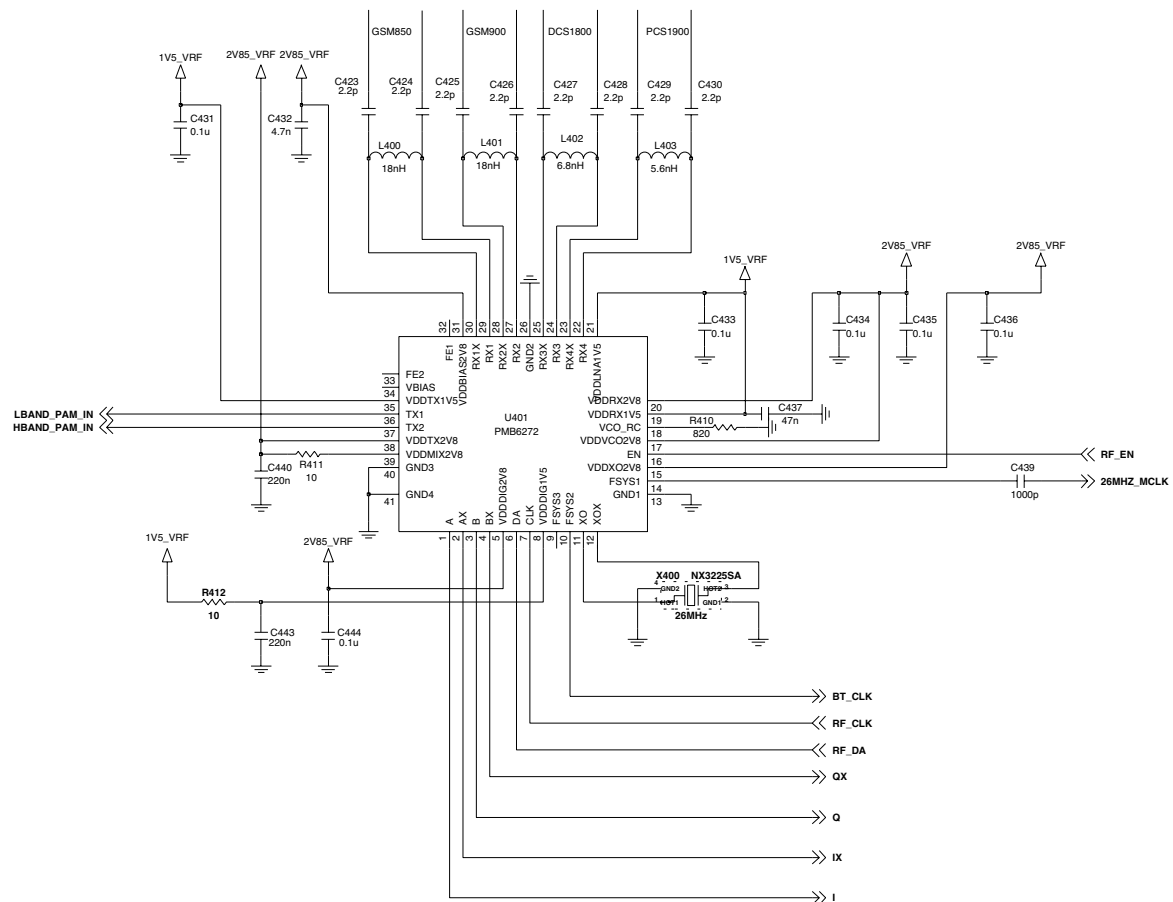 GSM850 GSM900 DCS1800 PCS1900
1V5_VRF 2V85_VRF 2V85_VRF
C423 2.2p
C424 2.2p
C425 2.2p
C426 2.2p
C427 2.2p
C428 2.2p
C429 2.2p
C430 2.2p
C431 0.1u
C432 4.7n
L400 18nH
L401 18nH
L402 6.8nH
L403 5.6nH
1V5_VRF 2V85_VRF 2V85_VRF
C433 0.1u
C434 0.1u
C435 0.1u
C436 0.1u
32 31 30 29 28 27 26 25 24 23 22 21
FE1 VDDBIAS2V8 RX1X RX1 RX2X RX2 GND2 RX3X RX3 RX4X RX4 VDDLNA1V5
U401
PMB6272
FE2
33 VBIAS
34 VDDTX1V5
35 TX1
36 TX2
37 VDDTX2V8
38 VDDMIX2V8
39 GND3
40
GND4
41
LBAND_PAM_IN
HBAND_PAM_IN
C440 220n
R411 10
VDDRX2V8
VDDRX1V5 20
VCO_RC 19
VDDVCO2V8 18
EN 17
VDDXO2V8 16
FSYS1 15
GND1 14
13
C437 47n
R410 820
RF_EN
C439 1000p
26MHZ_MCLK
A AX B BX VDDDIG2V8 DA CLK VDDDIG1V5 FSYS3 FSYS2 XO XOX
1 2 3 4 5 6 7 8 9 10 11 12
1V5_VRF 2V85_VRF
R412 10
C443 220n
C444 0.1u
X400 NX3225SA
4 GND2 HOT2 3
1 HOT1 GND1 2
26MHz
BT_CLK
RF_CLK
RF_DA
QX
Q
IX
I